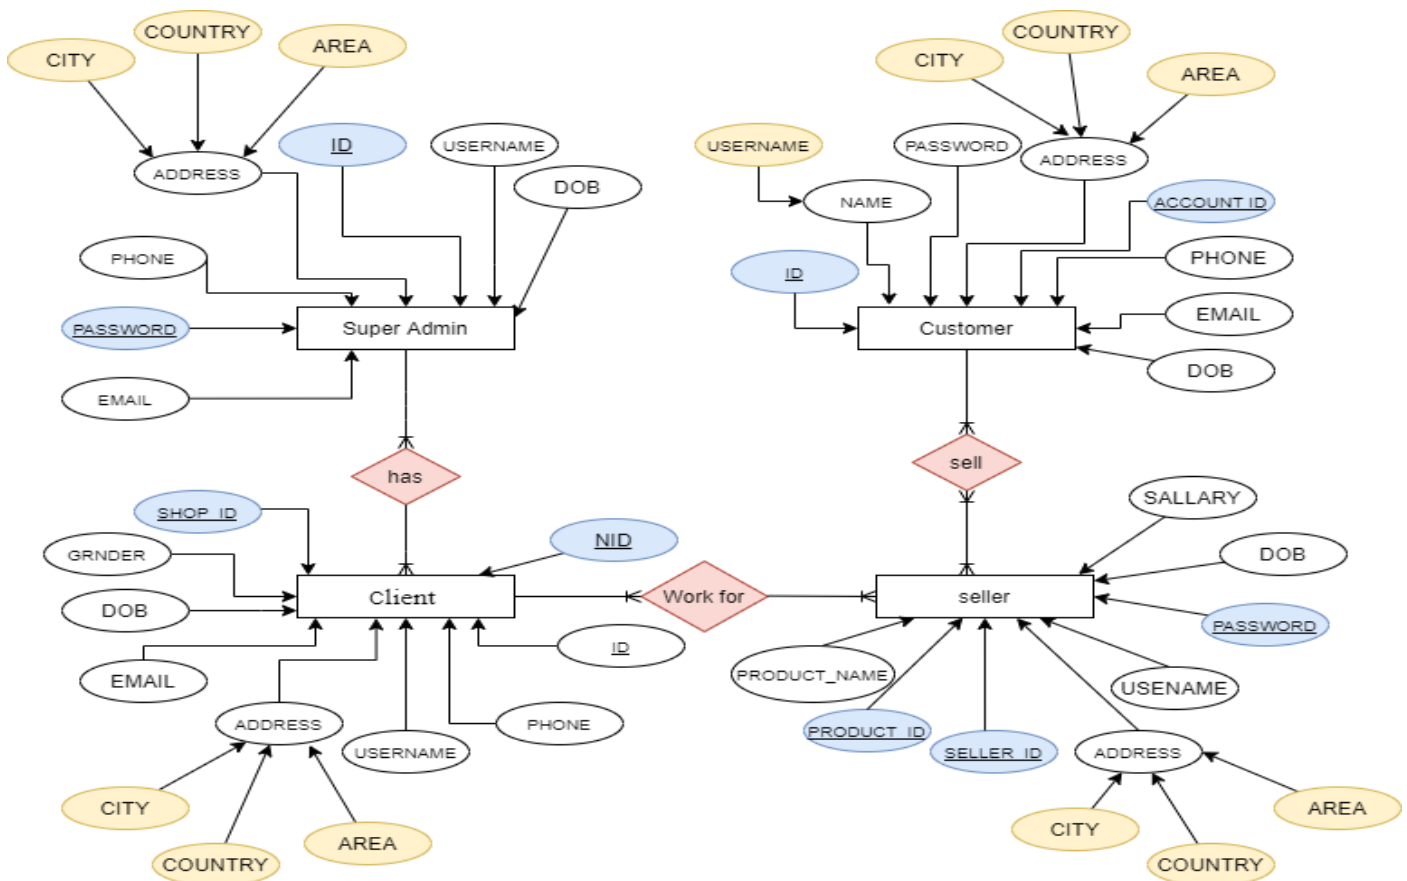 CITY
COUNTRY
AREA
ADDRESS
ID
USERNAME
DOB
PHONE
PASSWORD
Super Admin
EMAIL
has
CITY
COUNTRY
AREA
USERNAME
PASSWORD
ADDRESS
NAME
ACCOUNT ID
ID
PHONE
Customer
EMAIL
DOB
sell
SHOP_ID
GRNDER
NID
DOB
Client
Work for
ID
EMAIL
ADDRESS
USERNAME
PHONE
CITY
COUNTRY
AREA
SALLARY
DOB
seller
PASSWORD
PRODUCT_NAME
USENAME
PRODUCT_ID
SELLER_ID
ADDRESS
CITY
AREA
COUNTRY